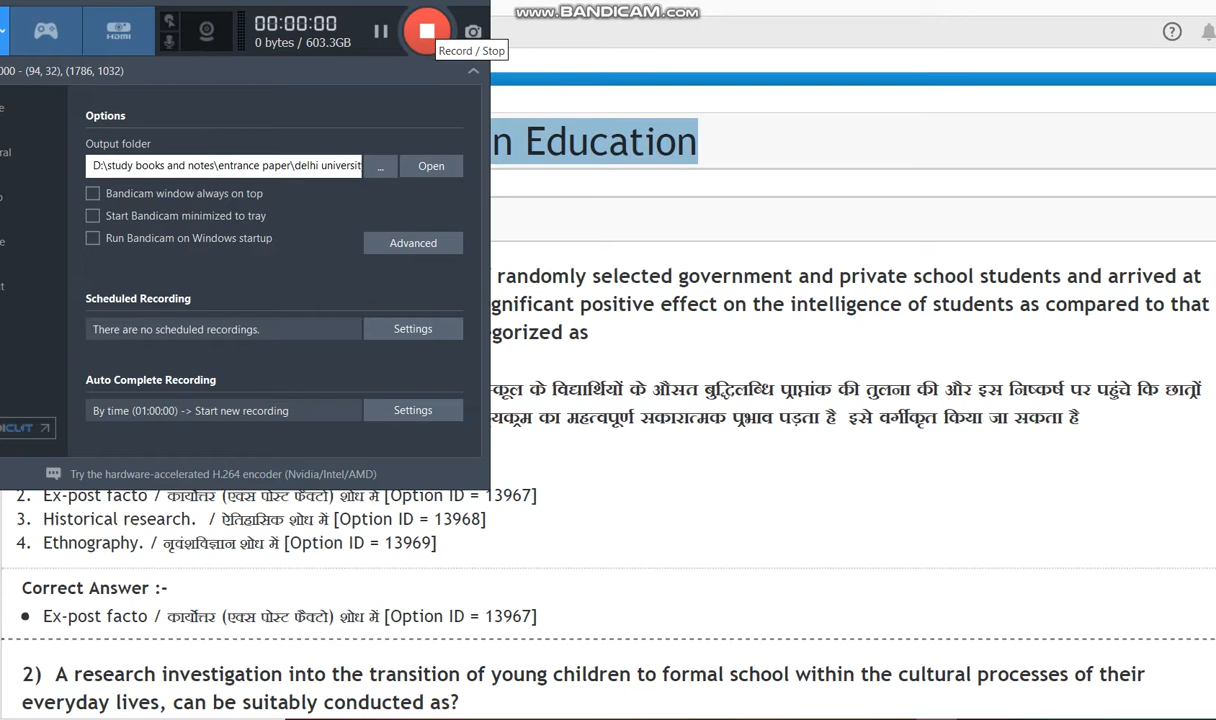 www.BANDICAM.com
00:00:00
0 bytes / 603.3GB
Record / Stop
000 - (94, 32), (1786, 1032)
Options
Output folder
D:\study books and notes\entrance paper\delhi universit
...
Open
Bandicam window always on top
Start Bandicam minimized to tray
Run Bandicam on Windows startup
Advanced
Scheduled Recording
There are no scheduled recordings.
Settings
Auto Complete Recording
By time (01:00:00) -> Start new recording
Settings
Try the hardware-accelerated H.264 encoder (Nvidia/Intel/AMD)
n Education
randomly selected government and private school students and arrived at
gnificant positive effect on the intelligence of students as compared to that
gorized as
स्कूल के विद्यार्थियों के औसत बुद्धिलब्धि प्राप्तांक की तुलना की और इस निष्कर्ष पर पहुंचे कि छात्रों
यक्रम का महत्वपूर्ण सकारात्मक प्रभाव पड़ता है इसे वर्गीकृत किया जा सकता है
2. Ex-post facto / कार्योत्तर (एक्स पोस्ट फैक्टो) शोध में [Option ID = 13967]
3. Historical research. / ऐतिहासिक शोध में [Option ID = 13968]
4. Ethnography. / नृवंशविज्ञान शोध में [Option ID = 13969]
Correct Answer :-
• Ex-post facto / कार्योत्तर (एक्स पोस्ट फैक्टो) शोध में [Option ID = 13967]
2) A research investigation into the transition of young children to formal school within the cultural processes of their
everyday lives, can be suitably conducted as?